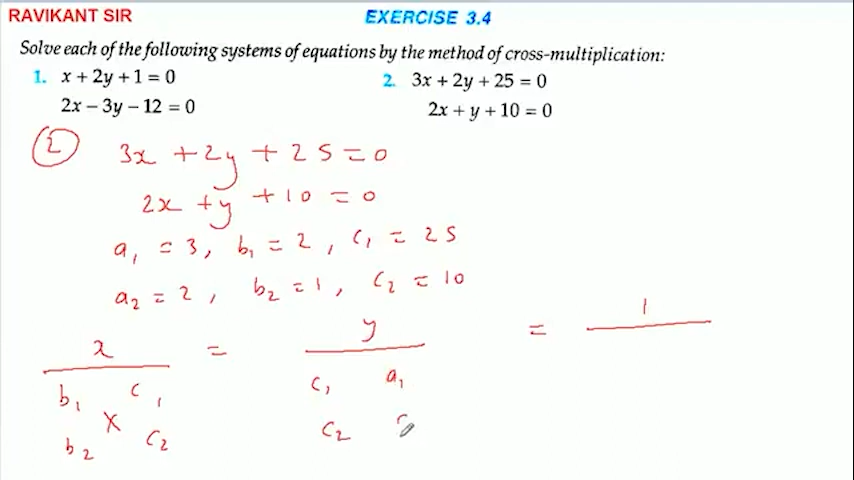 RAVIKANT SIR
EXERCISE 3.4
Solve each of the following systems of equations by the method of cross-multiplication:
1. x + 2y + 1 = 0
2x − 3y − 12 = 0
2. 3x + 2y + 25 = 0
2x + y + 10 = 0
2 3x + 2y + 25 = 0
2x + y + 10 = 0
a₁ = 3, b₁ = 2, c₁ = 25
a₂ = 2, b₂ = 1, c₂ = 10
x = y = 1
b₁ c₁ c₁ a₁
b₂ c₂ c₂